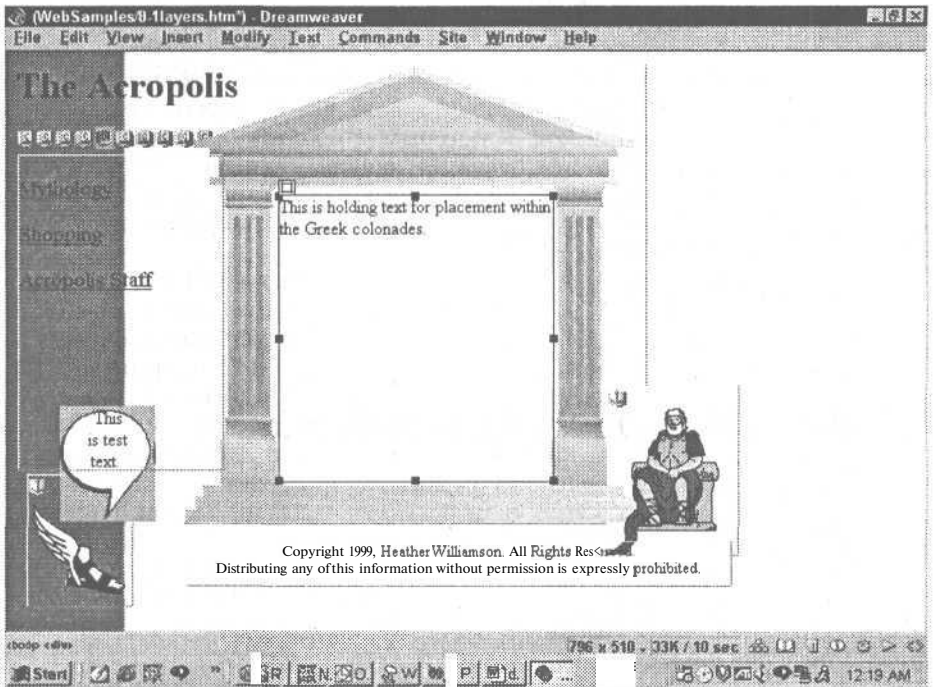 (WebSamples/8-1layers.htm*) - Dreamweaver
File Edit View Insert Modify Text Commands Site Window Help
The Acropolis
Mythology
Shopping
Acropolis Staff
This is holding text for placement within
the Greek colonades.
This
is test
text.
Copyright 1999, Heather Williamson. All Rights
Distributing any of this information without permission is expressly prohibited.
<body> <div>
796 x 510 - 33K / 10 sec
Start " R N O W P d. ... 12:19 AM